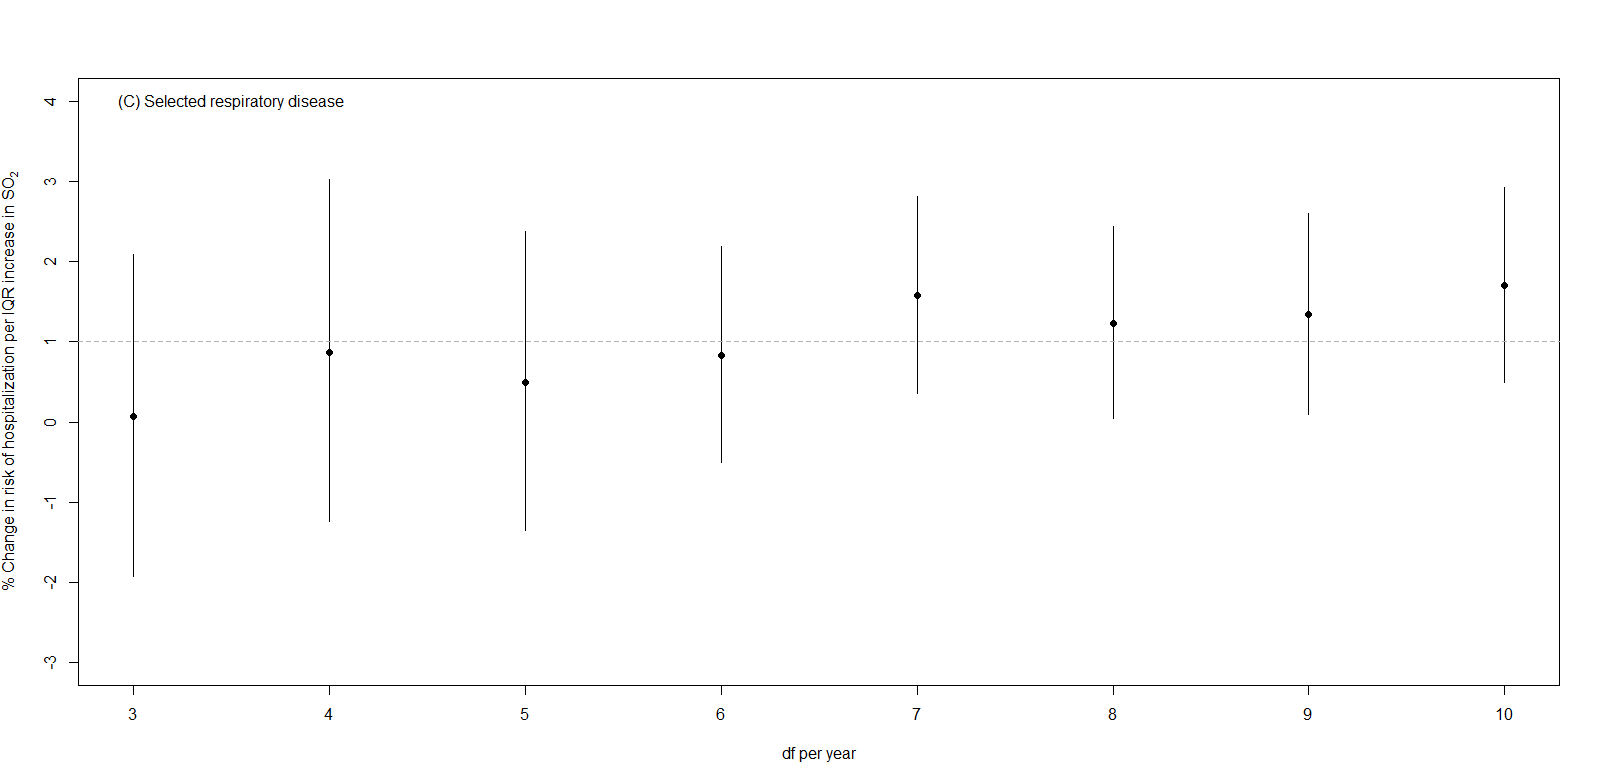 (C) Selected respiratory disease
% Change in risk of hospitalization per IQR increase in SO₂
4
3
2
1
0
-1
-2
-3
3 4 5 6 7 8 9 10
df per year